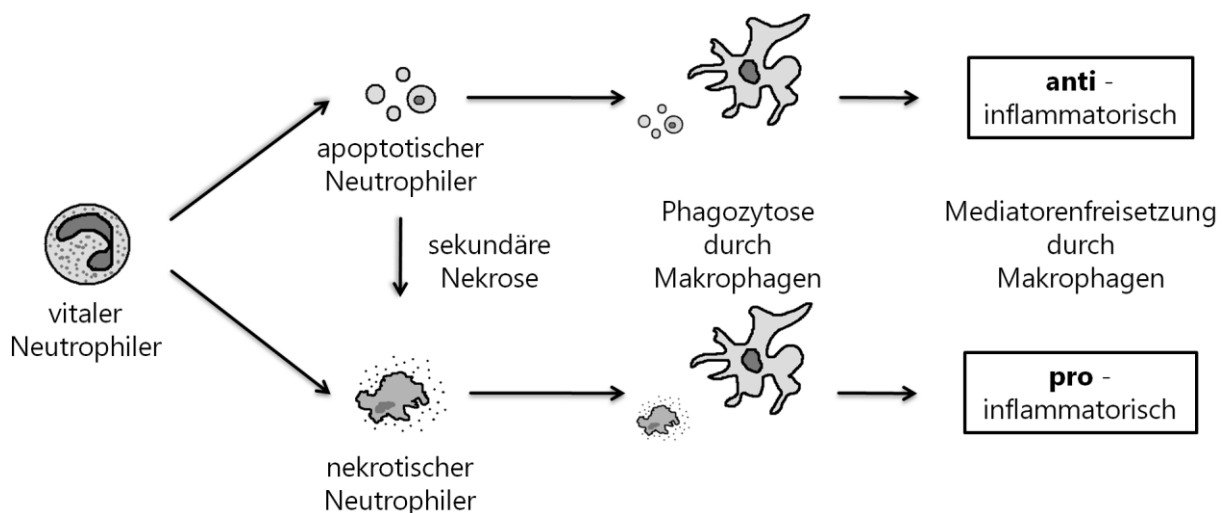 anti -
inflammatorisch
apoptotischer
Neutrophiler
Phagozytose
durch
Makrophagen
Mediatorenfreisetzung
durch
Makrophagen
sekundäre
Nekrose
vitaler
Neutrophiler
pro -
inflammatorisch
nekrotischer
Neutrophiler